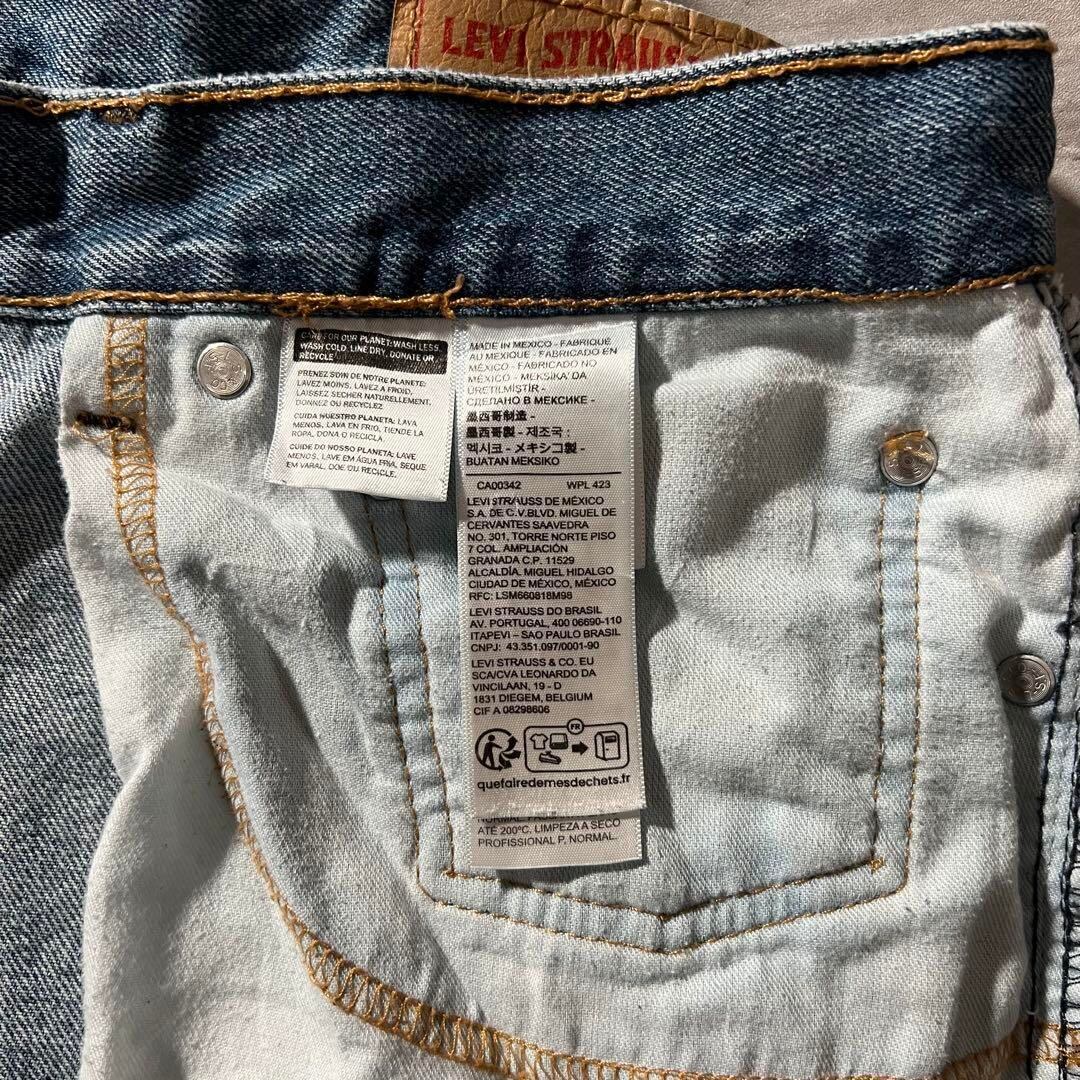 LEVI STRAUSS
CARE FOR OUR PLANET: WASH LESS,
WASH COLD, LINE DRY, DONATE OR
RECYCLE
PRENEZ SOIN DE NOTRE PLANETE:
LAVEZ MOINS, LAVEZ A FROID,
LAISSEZ SECHER NATURELLEMENT,
DONNEZ OU RECYCLEZ
CUIDA NUESTRO PLANETA: LAVA
MENOS, LAVA EN FRIO, TIENDE LA
ROPA, DONA O RECICLA.
CUIDE DO NOSSO PLANETA: LAVE
MENOS, LAVE EM ÁGUA FRIA, SEQUE
EM VARAL, DOE OU RECICLE.
MADE IN MEXICO - FABRIQUÉ
AU MEXIQUE - FABRICADO EN
MÉXICO - FABRICADO NO
MÉXICO - MEKSİKA'DA
ÜRETİLMİŞTİR -
СДЕЛАНО В МЕКСИКЕ -
墨西哥制造 -
墨西哥製 - 제조국 :
멕시코 - メキシコ製 -
BUATAN MEKSIKO
CA00342 WPL 423
LEVI STRAUSS DE MÉXICO
S.A. DE C.V.BLVD. MIGUEL DE
CERVANTES SAAVEDRA
NO. 301, TORRE NORTE PISO
7 COL. AMPLIACIÓN
GRANADA C.P. 11529
ALCALDÍA. MIGUEL HIDALGO
CIUDAD DE MÉXICO, MÉXICO
RFC: LSM660818M98
LEVI STRAUSS DO BRASIL
AV. PORTUGAL, 400 06690-110
ITAPEVI – SAO PAULO BRASIL
CNPJ: 43.351.097/0001-90
LEVI STRAUSS & CO. EU
SCA/CVA LEONARDO DA
VINCILAAN, 19 - D
1831 DIEGEM, BELGIUM
CIF A 08298606
FR
quefairedemesdechets.fr
ATÉ 200ºC. LIMPEZA A SECO
PROFISSIONAL P, NORMAL.